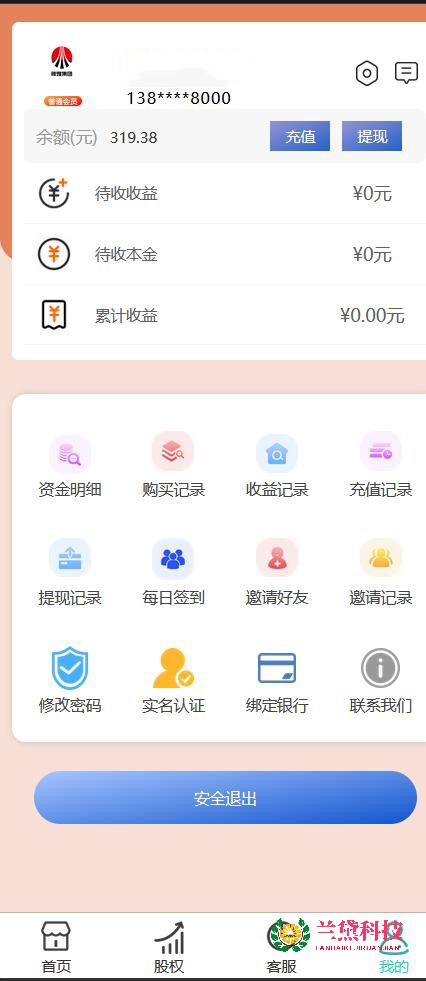 普通会员
138****8000
余额(元) 319.38 充值 提现
待收收益 ¥0元
待收本金 ¥0元
累计收益 ¥0.00元
资金明细 购买记录 收益记录 充值记录
提现记录 每日签到 邀请好友 邀请记录
修改密码 实名认证 绑定银行 联系我们
安全退出
兰黛科技
LANDAIKEJIRUANJIAN
首页 股权 客服 我的